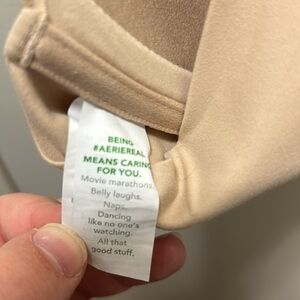 BEING
#AERIEREAL
MEANS CARING
FOR YOU.
Movie marathons.
Belly laughs.
Naps.
Dancing
like no one's
watching.
All that
good stuff.